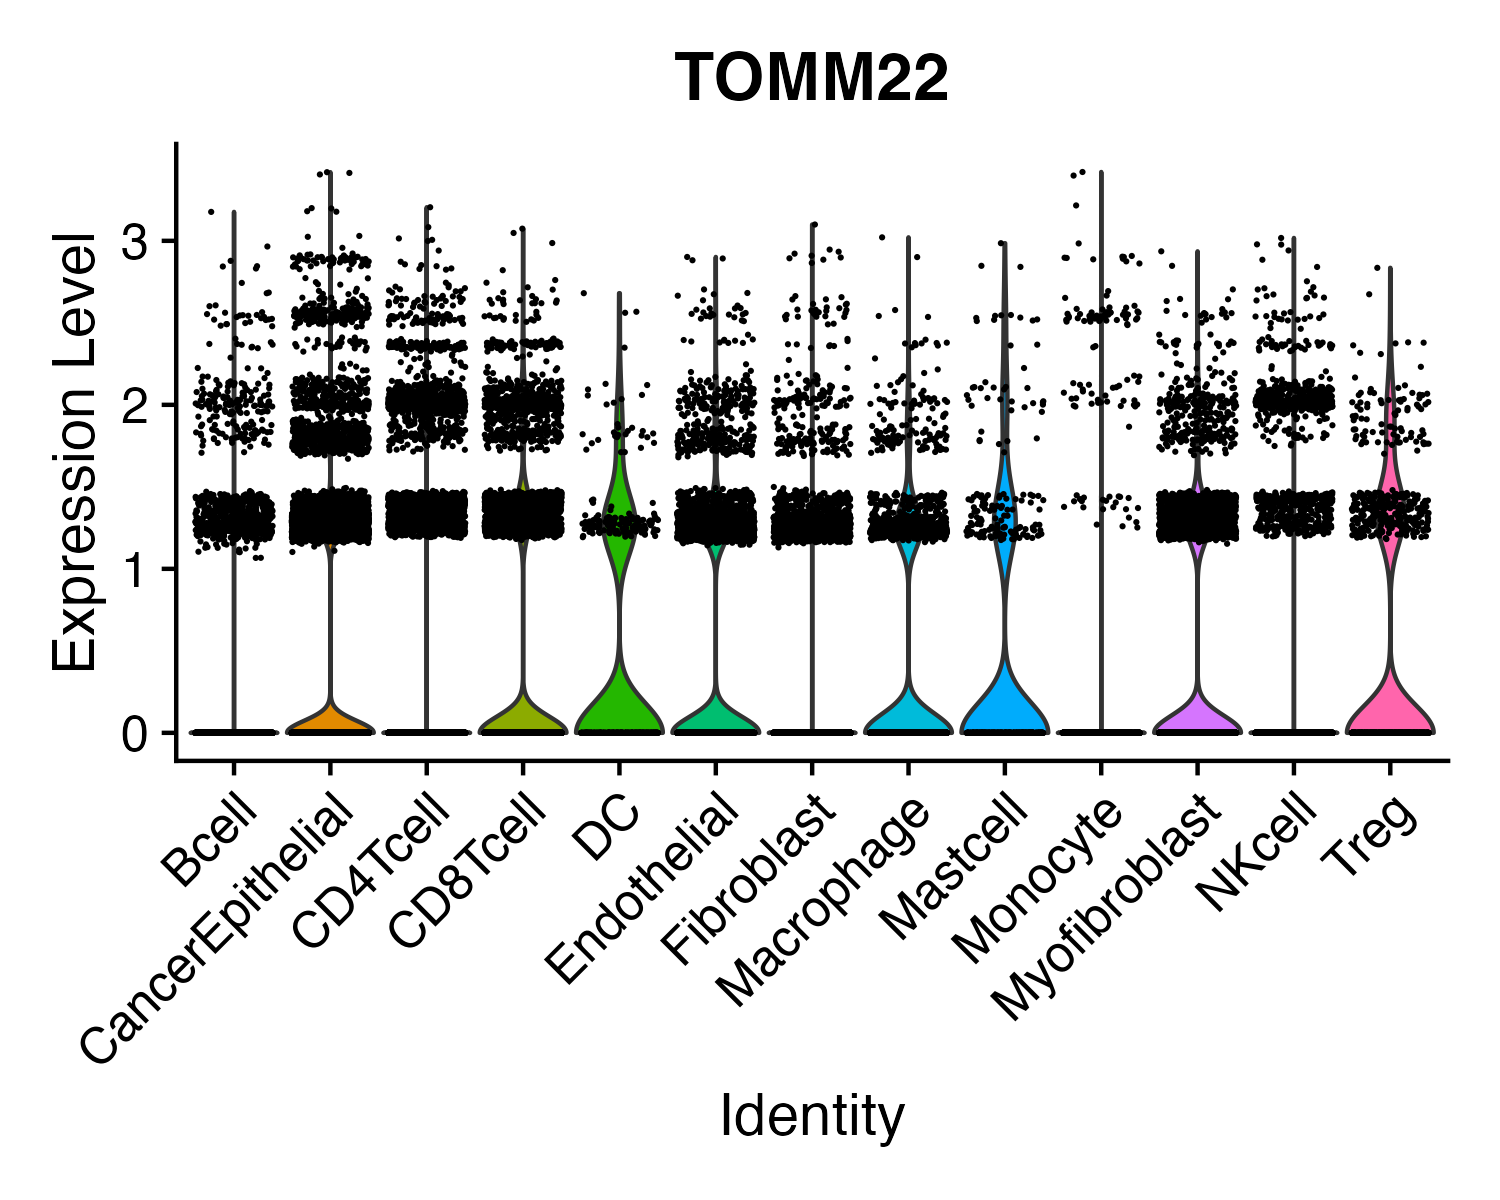 TOMM22
Expression Level
3
2
1
0
Bcell
CancerEpithelial
CD4Tcell
CD8Tcell
DC
Endothelial
Fibroblast
Macrophage
Mastcell
Monocyte
Myofibroblast
NKcell
Treg
Identity